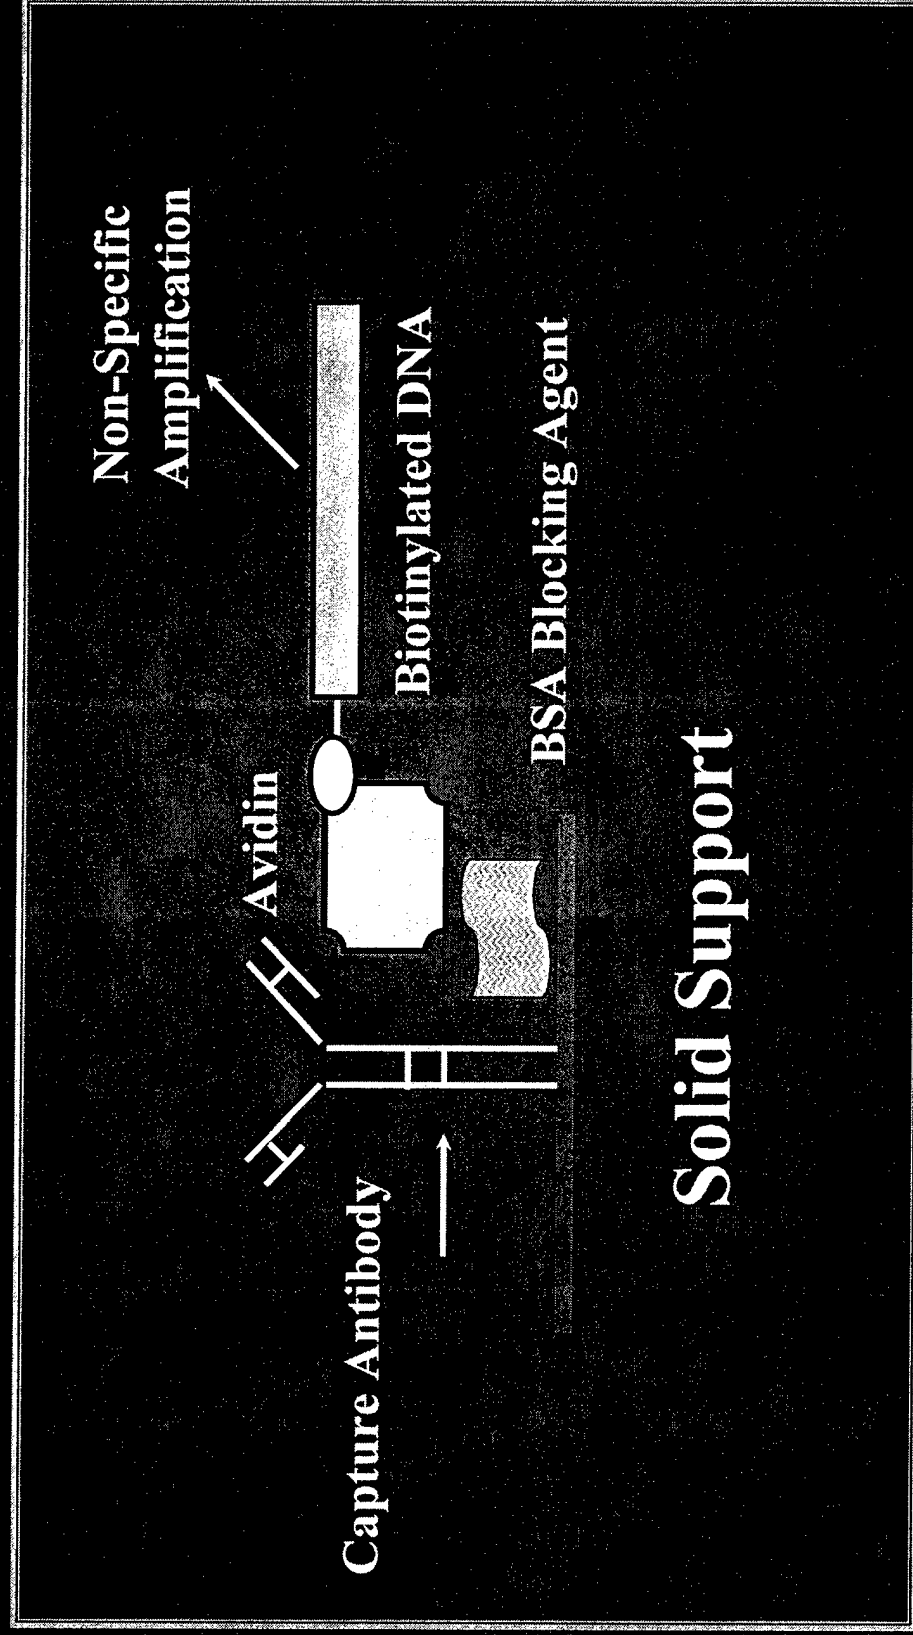 Non-Specific
Amplification
Avidin
Capture Antibody
Biotinylated DNA
BSA Blocking Agent
Solid Support